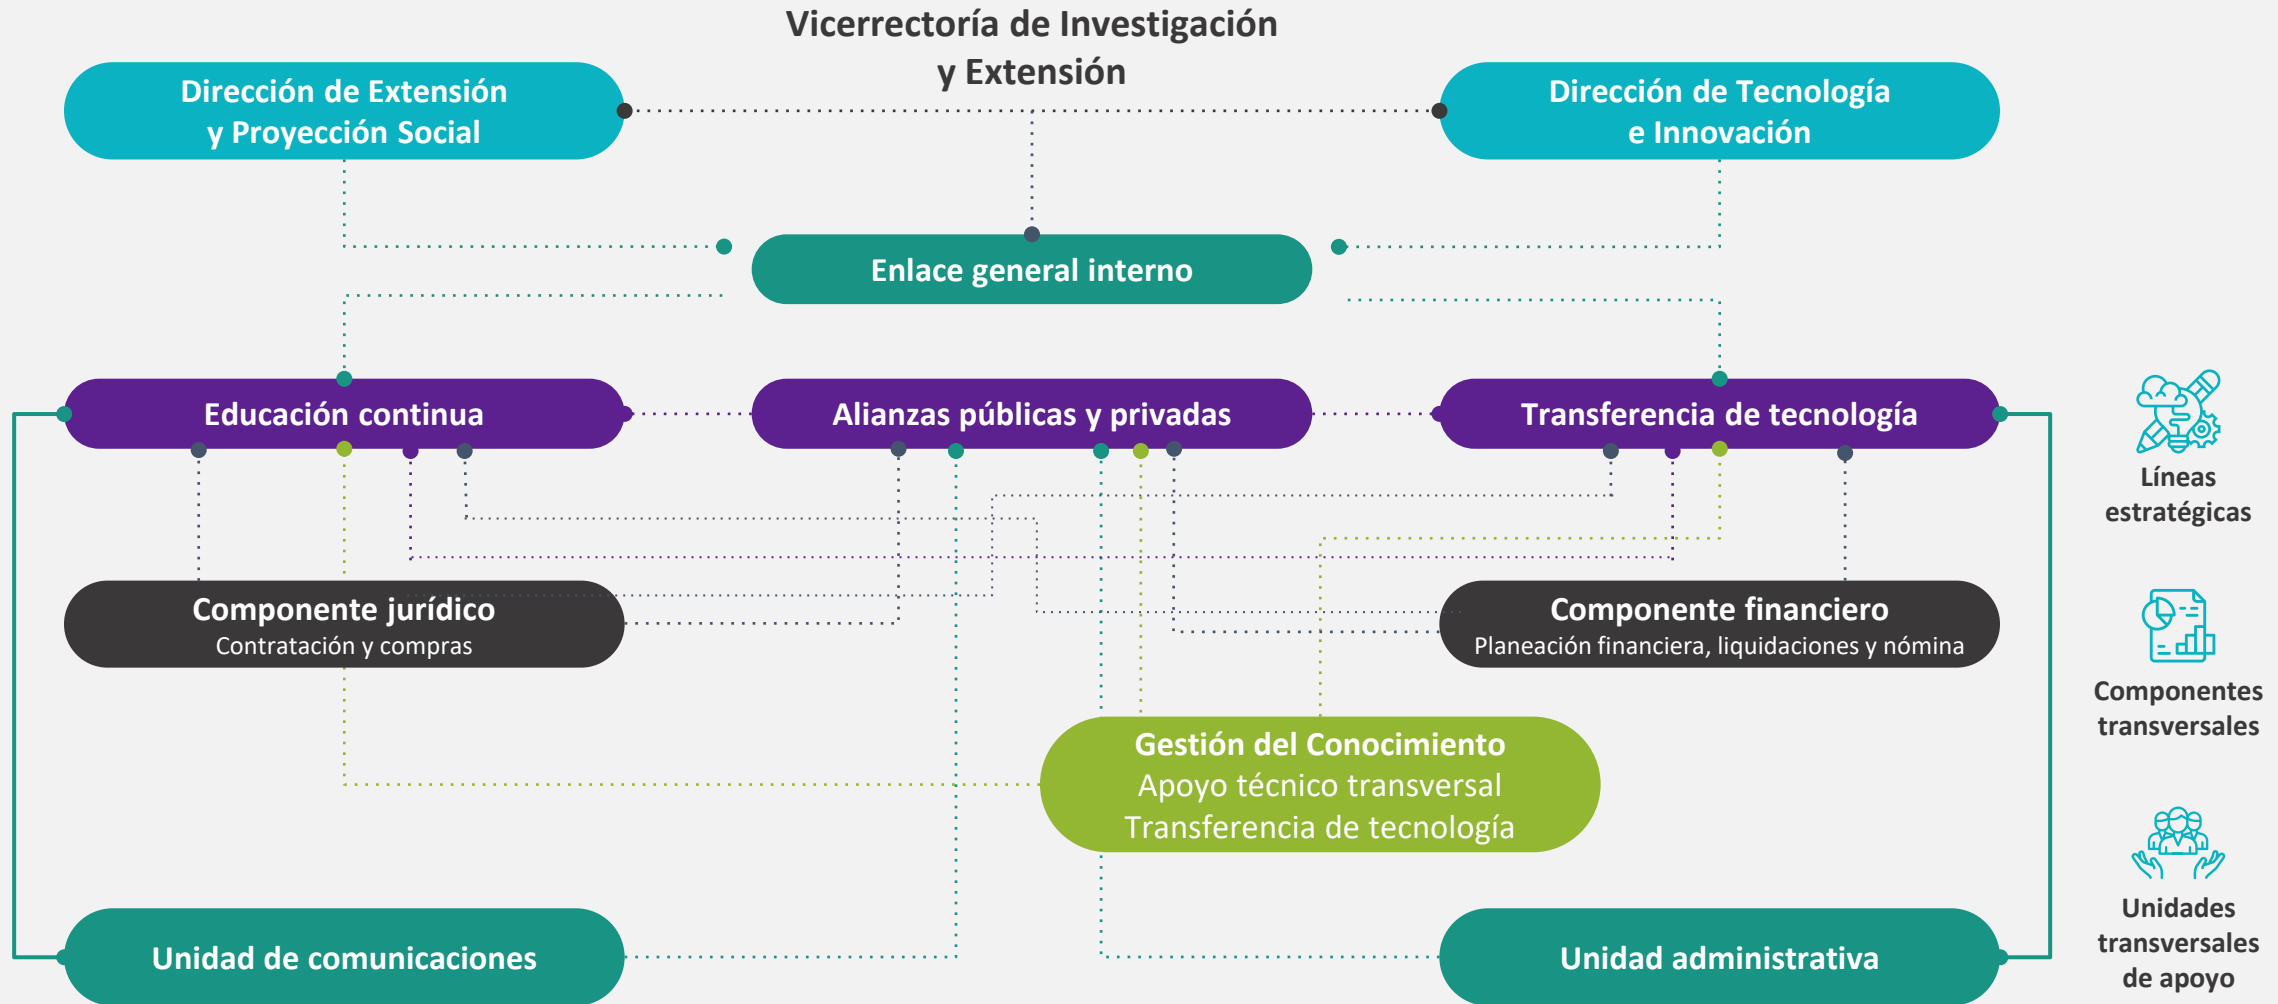 Vicerrectoría de Investigación
y Extensión
Dirección de Extensión
y Proyección Social
Dirección de Tecnología
e Innovación
Enlace general interno
Educación continua
Alianzas públicas y privadas
Transferencia de tecnología
Líneas
estratégicas
Componente jurídico
Contratación y compras
Componente financiero
Planeación financiera, liquidaciones y nómina
Componentes
transversales
Gestión del Conocimiento
Apoyo técnico transversal
Transferencia de tecnología
Unidad de comunicaciones
Unidad administrativa
Unidades
transversales
de apoyo